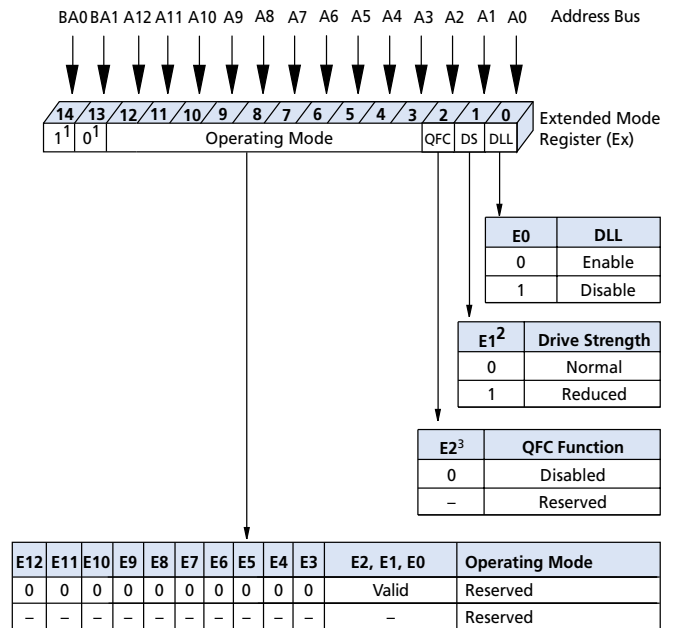 BA0 BA1 A12 A11 A10 A9 A8 A7 A6 A5 A4 A3 A2 A1 A0 Address Bus
14 13 12 11 10 9 8 7 6 5 4 3 2 1 0
1¹ 0¹ Operating Mode QFC DS DLL
Extended Mode
Register (Ex)
E0 DLL
0 Enable
1 Disable
E1² Drive Strength
0 Normal
1 Reduced
E2³ QFC Function
0 Disabled
– Reserved
E12 E11 E10 E9 E8 E7 E6 E5 E4 E3 E2, E1, E0 Operating Mode
0 0 0 0 0 0 0 0 0 0 Valid Reserved
– – – – – – – – – – – Reserved